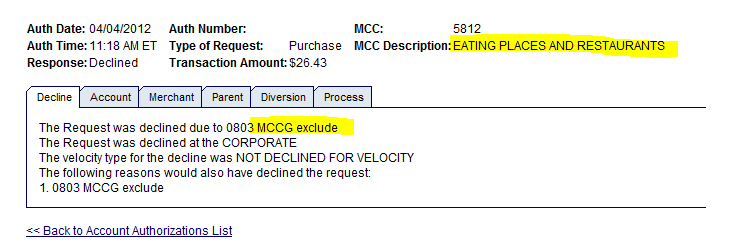 Auth Date: 04/04/2012 Auth Number: MCC: 5812
Auth Time: 11:18 AM ET Type of Request: Purchase MCC Description: EATING PLACES AND RESTAURANTS
Response: Declined Transaction Amount: $26.43
Decline Account Merchant Parent Diversion Process
The Request was declined due to 0803 MCCG exclude
The Request was declined at the CORPORATE
The velocity type for the decline was NOT DECLINED FOR VELOCITY
The following reasons would also have declined the request:
1. 0803 MCCG exclude
<< Back to Account Authorizations List